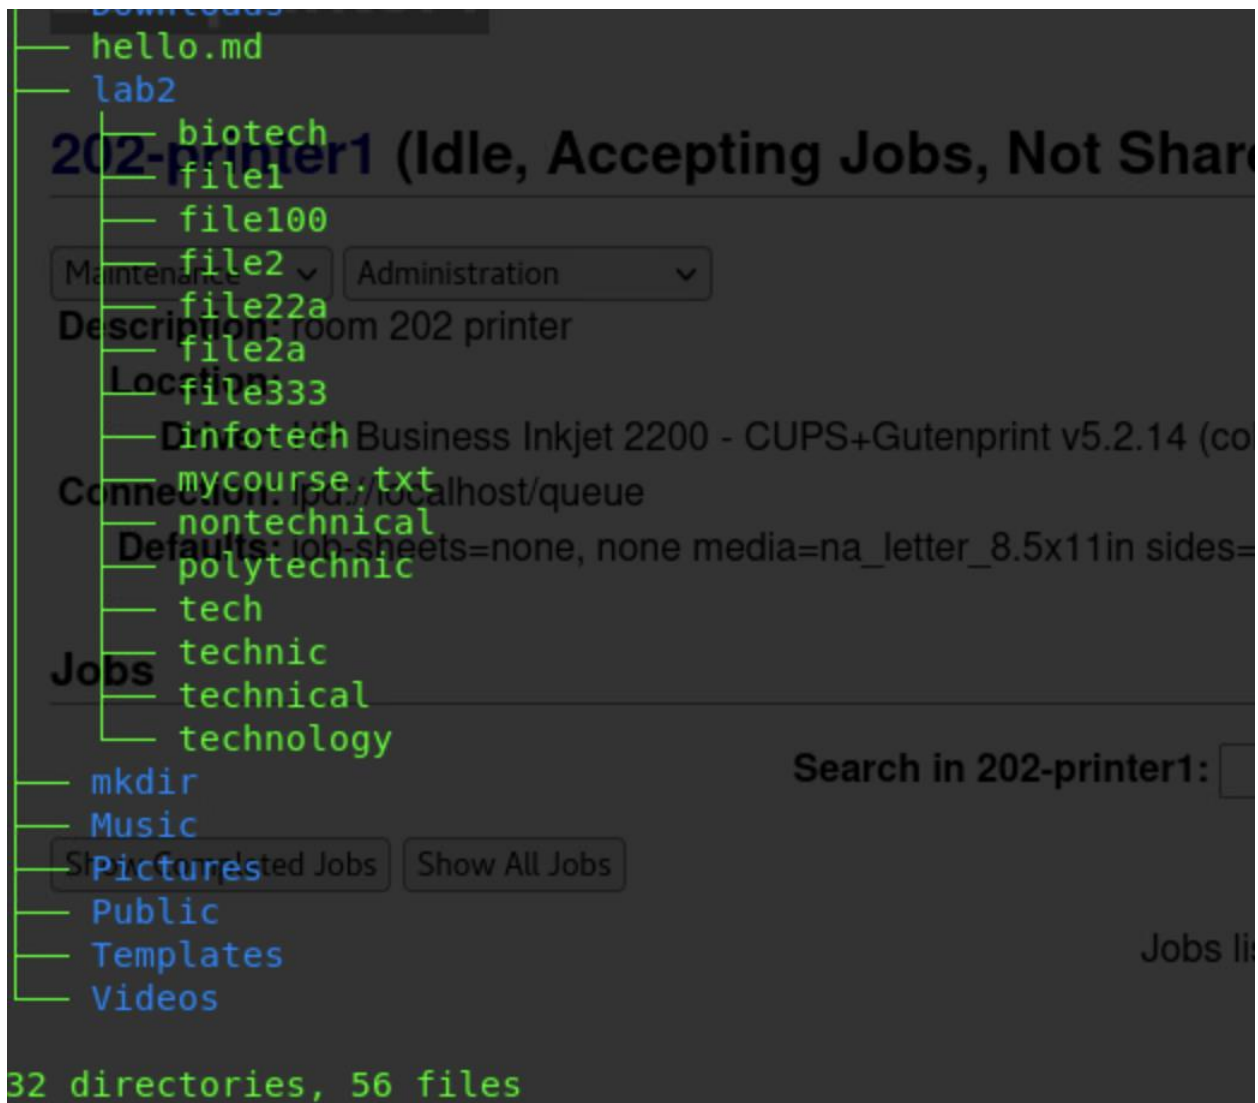 Downloads
├── hello.md
├── lab2
│   ├── biotech
│   ├── file1
│   ├── file100
│   ├── file2
│   ├── file22a
│   ├── file2a
│   ├── file333
│   ├── infotech
│   ├── mycourse.txt
│   ├── nontechnical
│   ├── polytechnic
│   ├── tech
│   ├── technic
│   ├── technical
│   └── technology
├── mkdir
├── Music
├── Pictures
├── Public
├── Templates
└── Videos
32 directories, 56 files
202-printer1 (Idle, Accepting Jobs, Not
Maintenance Administration
Description: room 202 printer
Location:
Business Inkjet 2200 - CUPS+Gutenprint v5.2.14
Connection: lpd://localhost/queue
Defaults: job-sheets=none, none media=na_letter_8.5x11in sides=
Jobs
Search in 202-printer1:
Show Completed Jobs Show All Jobs
Jobs